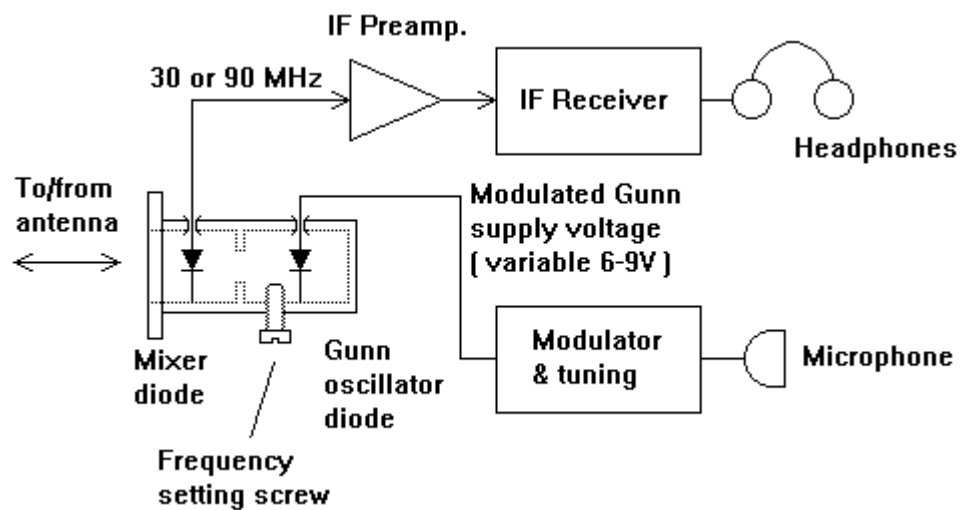 IF Preamp.
30 or 90 MHz
IF Receiver
Headphones
To/from
antenna
Modulated Gunn
supply voltage
( variable 6-9V )
Mixer
diode
Gunn
oscillator
diode
Modulator
& tuning
Microphone
Frequency
setting screw